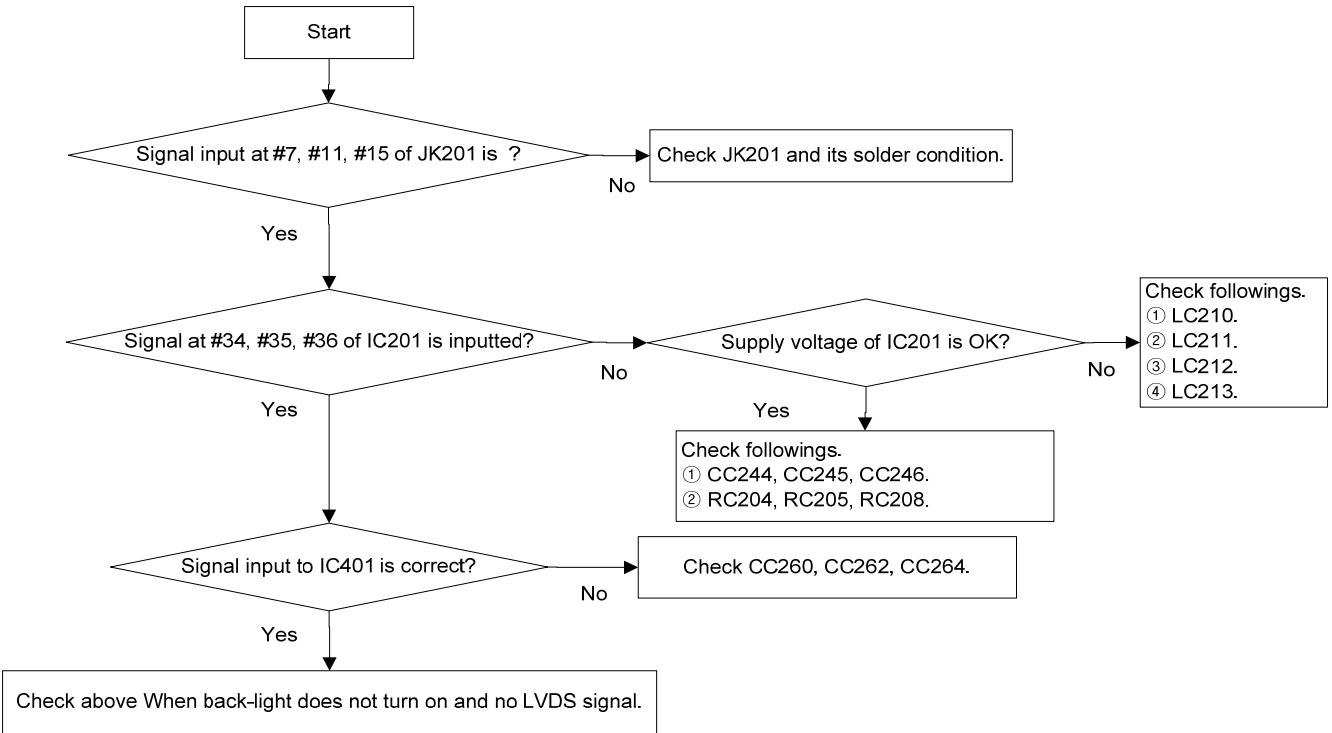 Start
Signal input at #7, #11, #15 of JK201 is ?
Check JK201 and its solder condition.
No
Yes
Signal at #34, #35, #36 of IC201 is inputted?
No
Supply voltage of IC201 is OK?
No
Check followings.
① LC210.
② LC211.
③ LC212.
④ LC213.
Yes
Yes
Check followings.
① CC244, CC245, CC246.
② RC204, RC205, RC208.
Signal input to IC401 is correct?
No
Check CC260, CC262, CC264.
Yes
Check above When back-light does not turn on and no LVDS signal.